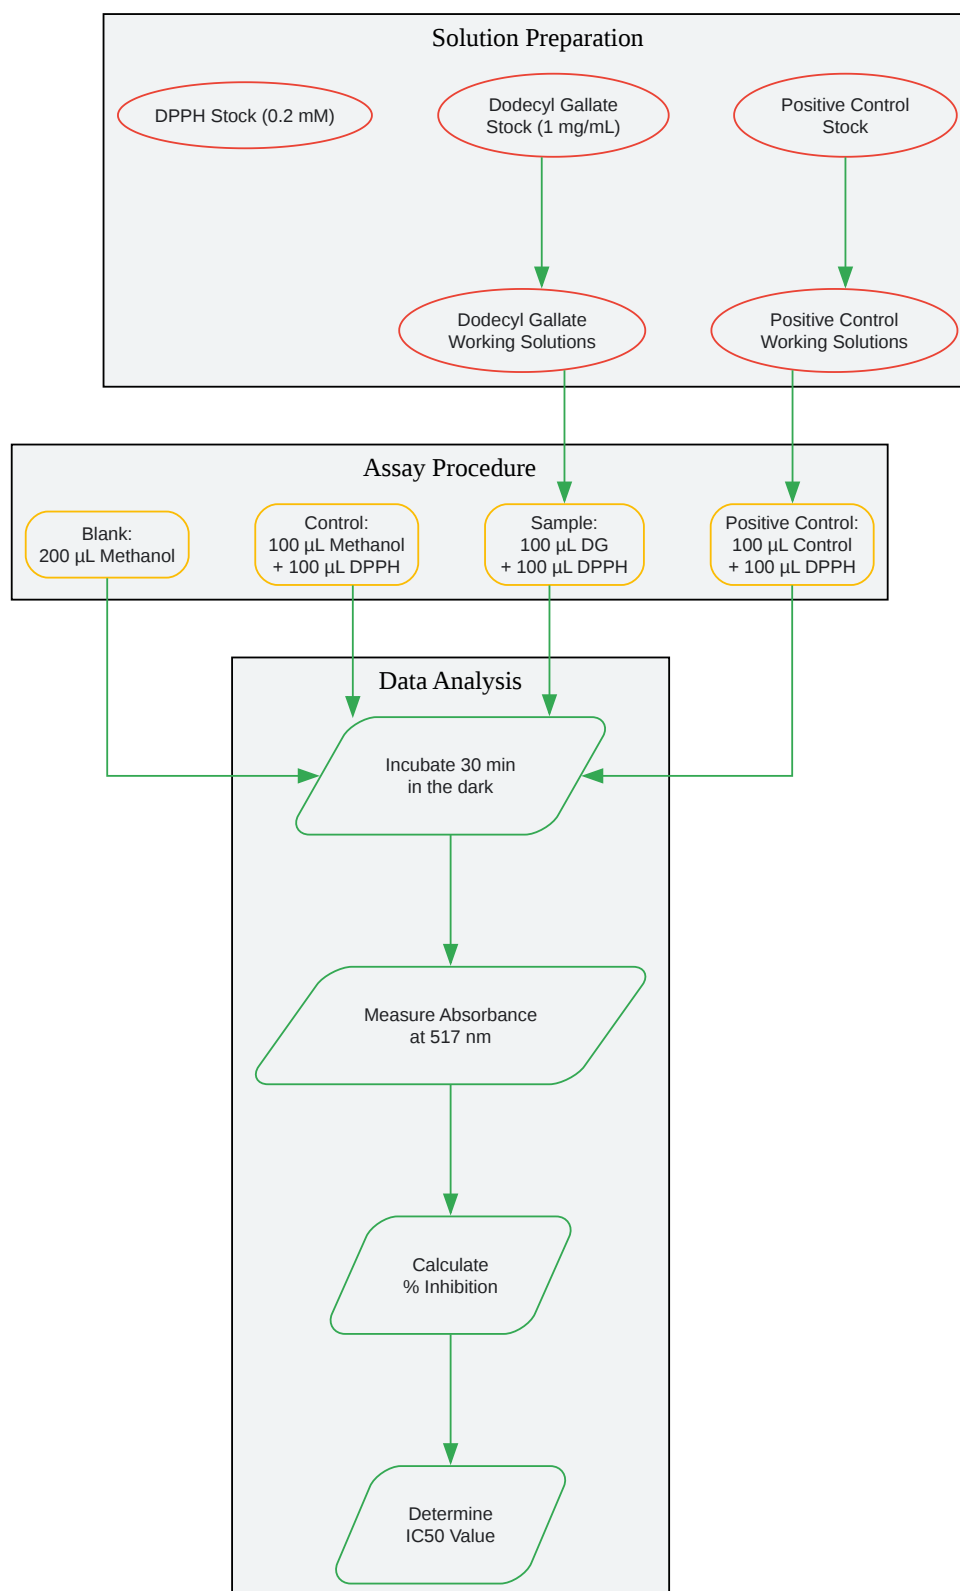 Solution Preparation
DPPH Stock (0.2 mM)
Dodecyl Gallate
Stock (1 mg/mL)
Positive Control
Stock
Dodecyl Gallate
Working Solutions
Positive Control
Working Solutions
Assay Procedure
Blank:
200 µL Methanol
Control:
100 µL Methanol
+ 100 µL DPPH
Sample:
100 µL DG
+ 100 µL DPPH
Positive Control:
100 µL Control
+ 100 µL DPPH
Data Analysis
Incubate 30 min
in the dark
Measure Absorbance
at 517 nm
Calculate
% Inhibition
Determine
IC50 Value